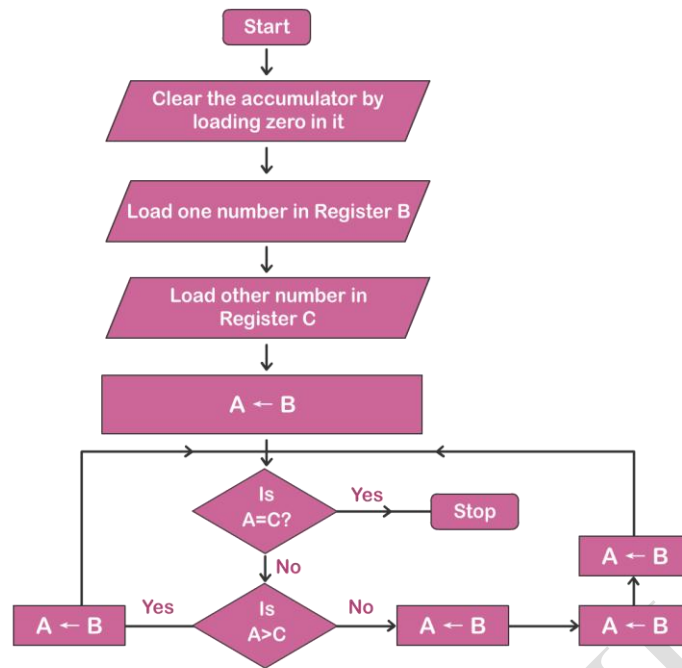 Start
Clear the accumulator by
loading zero in it
Load one number in Register B
Load other number in
Register C
A ← B
Is
A=C?
Yes
Stop
No
A ← B
Is
A>C
Yes
No
A ← B
A ← B
A ← B